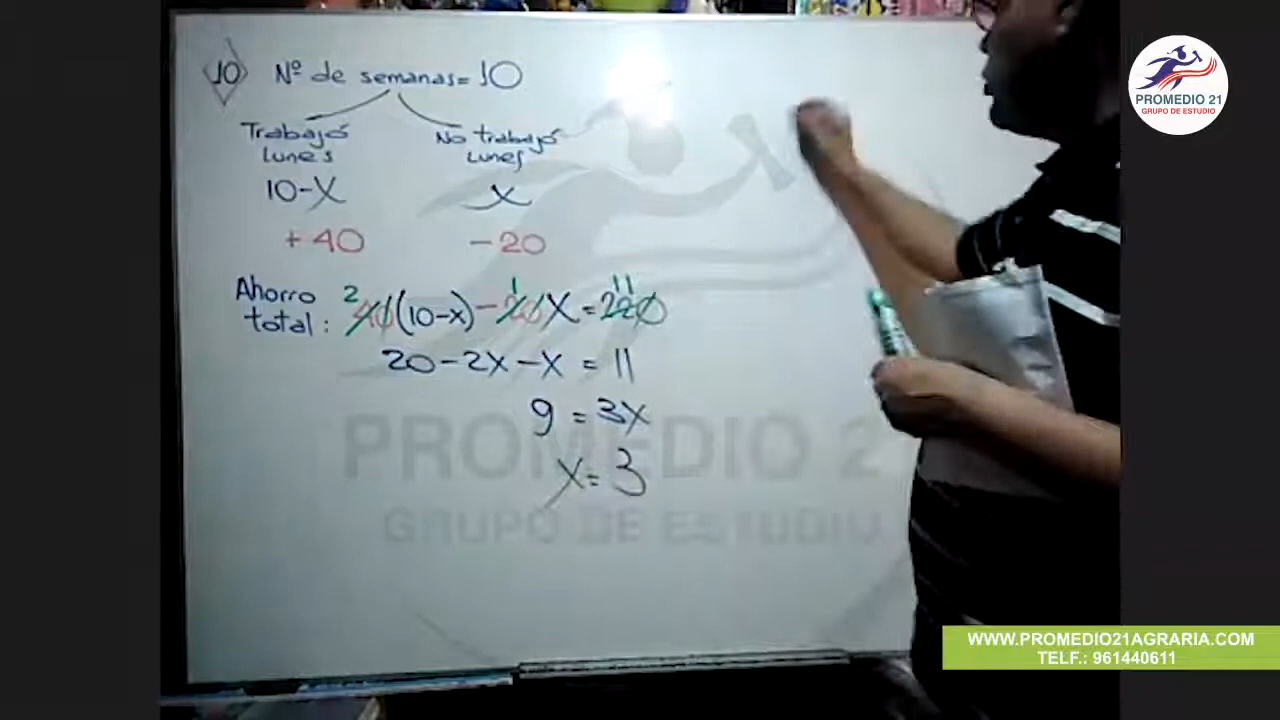 10 Nº de semanas = 10
Trabajó lunes
No trabajó lunes
10-x
x
+40
-20
Ahorro total: 40(10-x) - 20x = 220
2 1 11
20-2x-x = 11
9 = 3x
x = 3
PROMEDIO 2
GRUPO DE ESTUDIO
PROMEDIO 21
GRUPO DE ESTUDIO
WWW.PROMEDIO21AGRARIA.COM
TELF.: 961440611